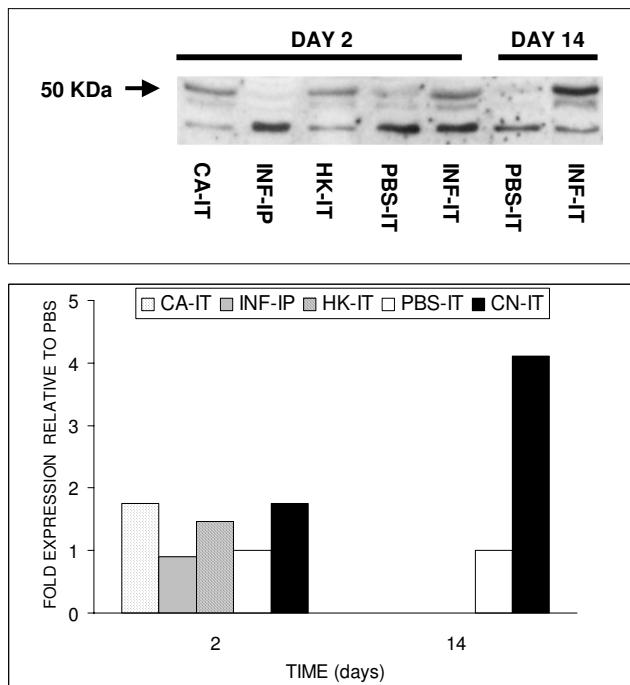 DAY 2 DAY 14
50 KDa
CA-IT INF-IP HK-IT PBS-IT INF-IT PBS-IT INF-IT
5
CA-IT INF-IP HK-IT PBS-IT CN-IT
4
3
2
1
0
FOLD EXPRESSION RELATIVE TO PBS
2 14
TIME (days)